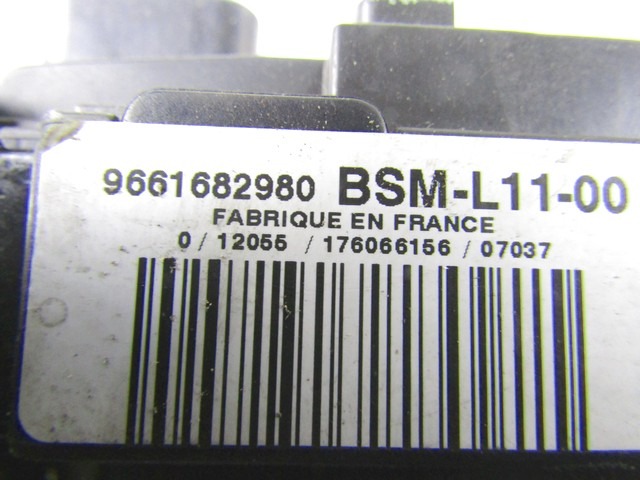 9661682980 BSM-L11-00
FABRIQUE EN FRANCE
0 / 12055 / 176066156 / 07037